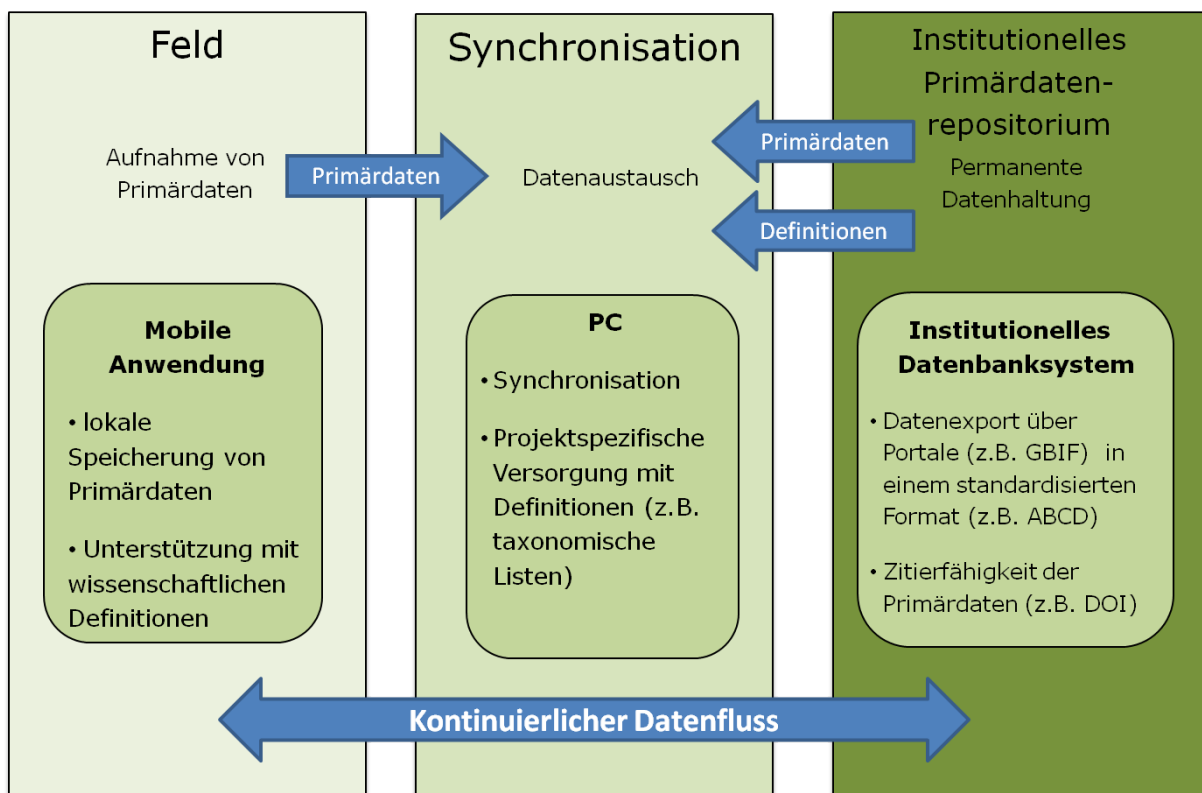 Feld
Aufnahme von
Primärdaten
Primärdaten
Mobile
Anwendung
• lokale
Speicherung von
Primärdaten
• Unterstützung mit
wissenschaftlichen
Definitionen
Synchronisation
Datenaustausch
PC
• Synchronisation
• Projektspezifische
Versorgung mit
Definitionen (z.B.
taxonomische
Listen)
Institutionelles
Primärdaten-
repositorium
Primärdaten
Permanente
Datenhaltung
Definitionen
Institutionelles
Datenbanksystem
• Datenexport über
Portale (z.B. GBIF) in
einem standardisierten
Format (z.B. ABCD)
• Zitierfähigkeit der
Primärdaten (z.B. DOI)
Kontinuierlicher Datenfluss